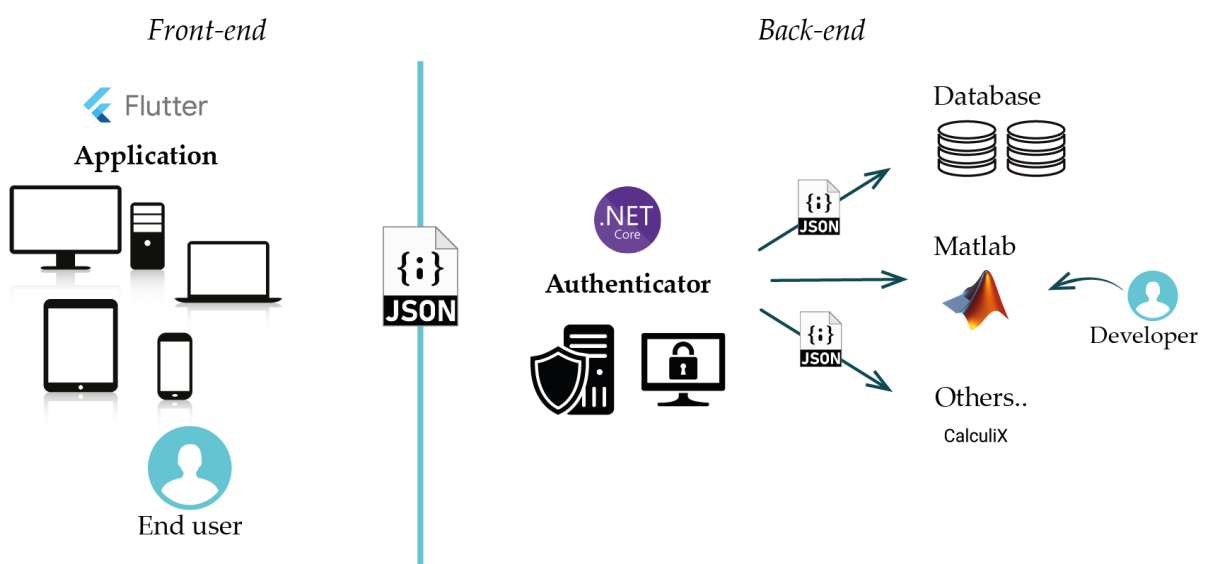 Front-end
Back-end
Flutter
Application
End user
{;}
JSON
.NET
Core
Authenticator
{;}
JSON
{;}
JSON
Database
Matlab
Developer
Others..
CalculiX